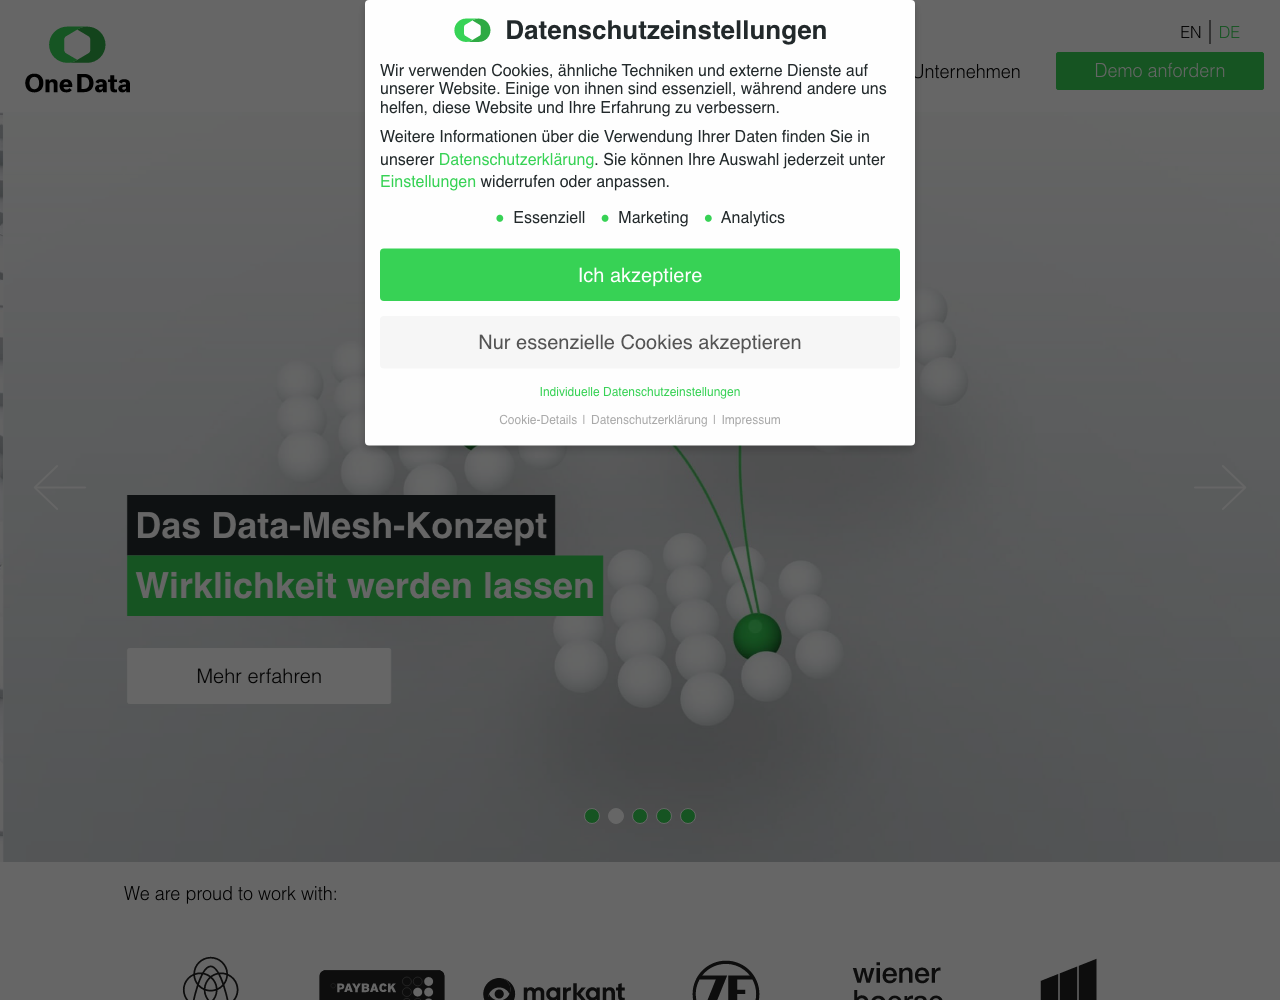 Datenschutzeinstellungen
Wir verwenden Cookies, ähnliche Techniken und externe Dienste auf
unserer Website. Einige von ihnen sind essenziell, während andere uns
helfen, diese Website und Ihre Erfahrung zu verbessern.
Weitere Informationen über die Verwendung Ihrer Daten finden Sie in
unserer Datenschutzerklärung. Sie können Ihre Auswahl jederzeit unter
Einstellungen widerrufen oder anpassen.
Essenziell Marketing Analytics
Ich akzeptiere
Nur essenzielle Cookies akzeptieren
Individuelle Datenschutzeinstellungen
Cookie-Details | Datenschutzerklärung | Impressum
One Data
EN | DE
Unternehmen
Demo anfordern
Das Data-Mesh-Konzept
Wirklichkeit werden lassen
Mehr erfahren
We are proud to work with:
PAYBACK
markant
ZF
wiener
boerse